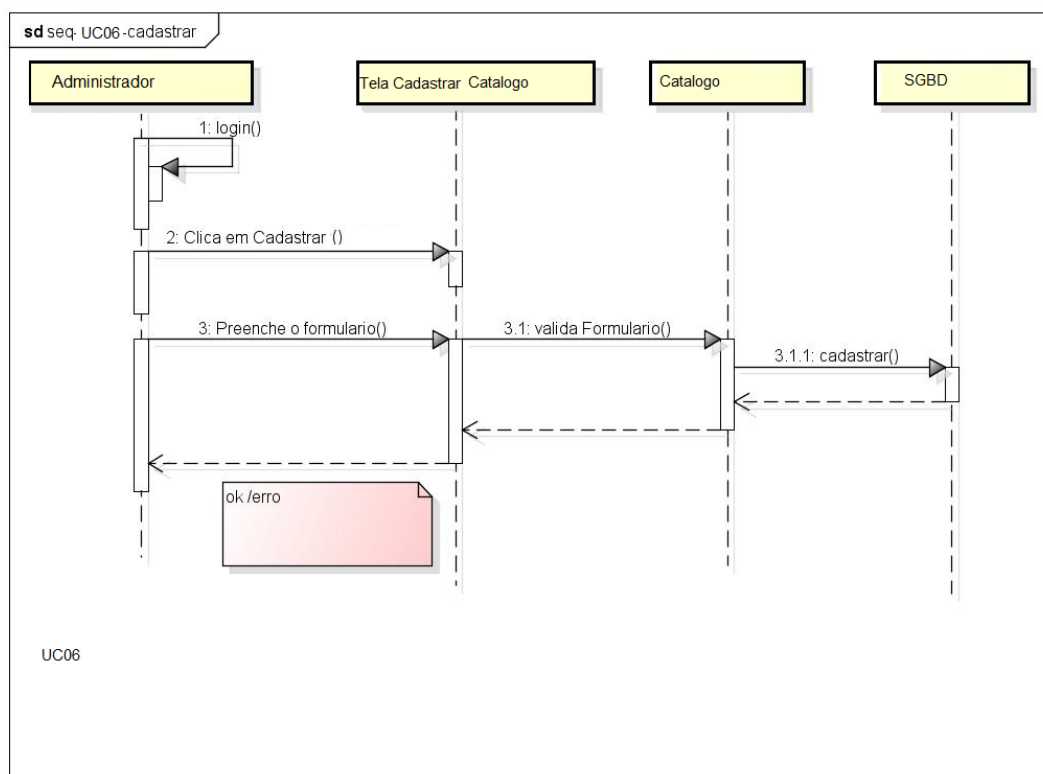 sd seq- UC06 -cadastrar
Administrador
Tela Cadastrar Catalogo
Catalogo
SGBD
1: login()
2: Clica em Cadastrar ()
3: Preenche o formulario()
3.1: valida Formulario()
3.1.1: cadastrar()
ok /erro
UC06